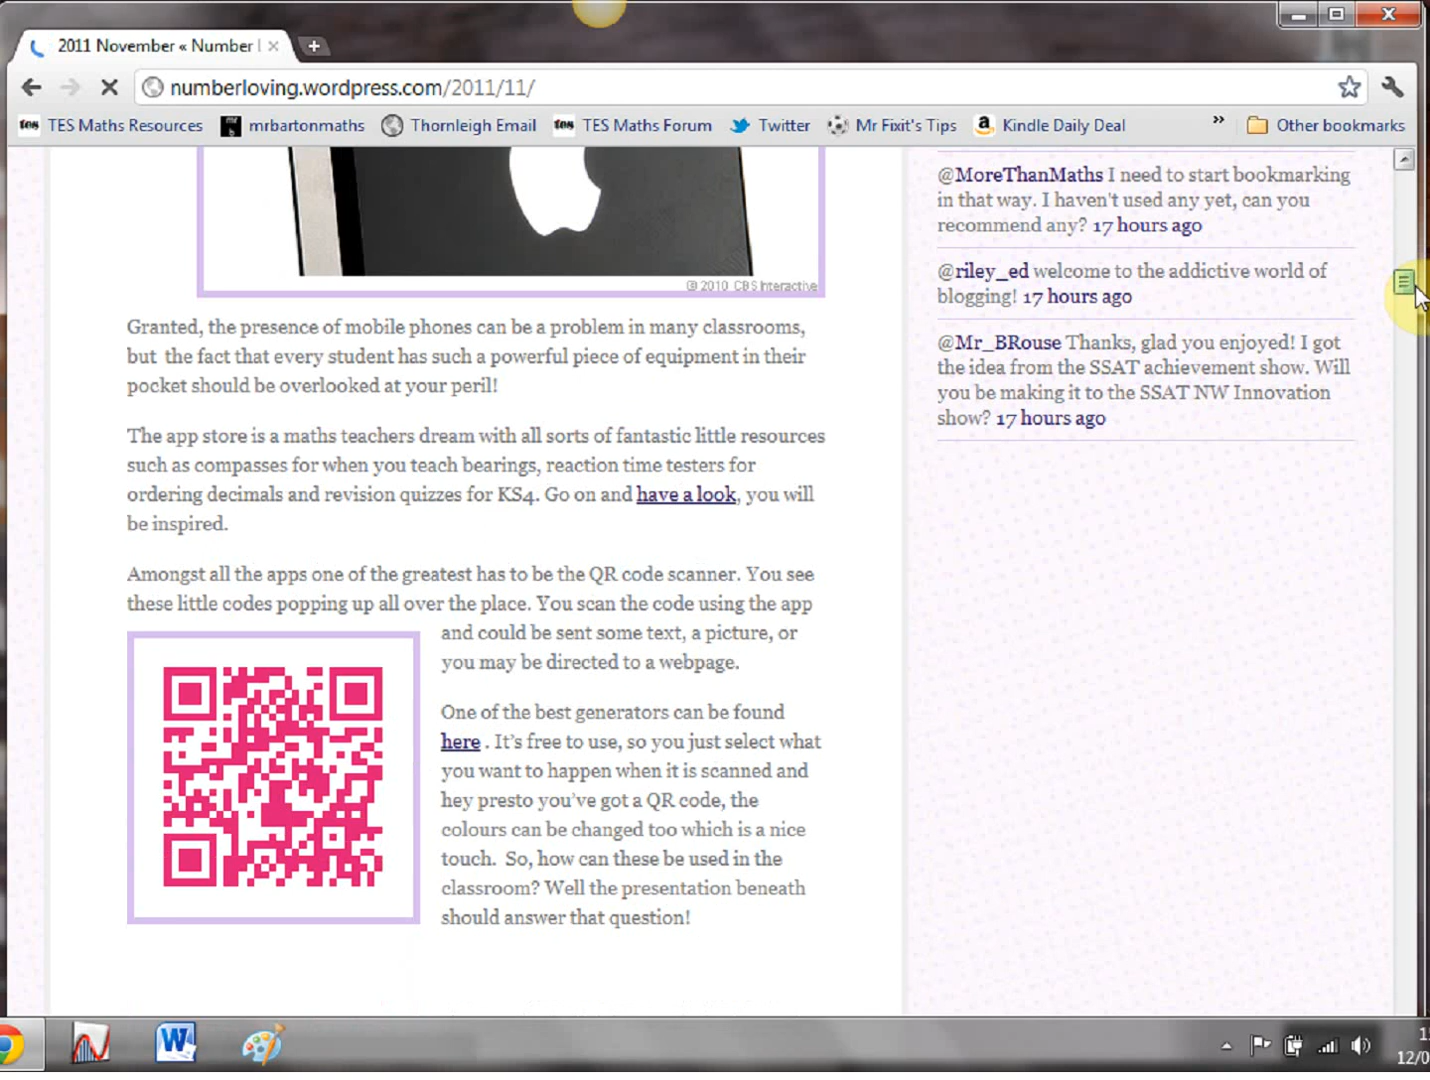 2011 November « Number l
numberloving.wordpress.com/2011/11/
tes TES Maths Resources mrbartonmaths Thornleigh Email tes TES Maths Forum Twitter Mr Fixit's Tips Kindle Daily Deal » Other bookmarks
© 2010 CBS Interactive
Granted, the presence of mobile phones can be a problem in many classrooms,
but the fact that every student has such a powerful piece of equipment in their
pocket should be overlooked at your peril!
The app store is a maths teachers dream with all sorts of fantastic little resources
such as compasses for when you teach bearings, reaction time testers for
ordering decimals and revision quizzes for KS4. Go on and have a look, you will
be inspired.
Amongst all the apps one of the greatest has to be the QR code scanner. You see
these little codes popping up all over the place. You scan the code using the app
and could be sent some text, a picture, or
you may be directed to a webpage.
One of the best generators can be found
here . It's free to use, so you just select what
you want to happen when it is scanned and
hey presto you've got a QR code, the
colours can be changed too which is a nice
touch. So, how can these be used in the
classroom? Well the presentation beneath
should answer that question!
@MoreThanMaths I need to start bookmarking
in that way. I haven't used any yet, can you
recommend any? 17 hours ago
@riley_ed welcome to the addictive world of
blogging! 17 hours ago
@Mr_BRouse Thanks, glad you enjoyed! I got
the idea from the SSAT achievement show. Will
you be making it to the SSAT NW Innovation
show? 17 hours ago
W
12/0